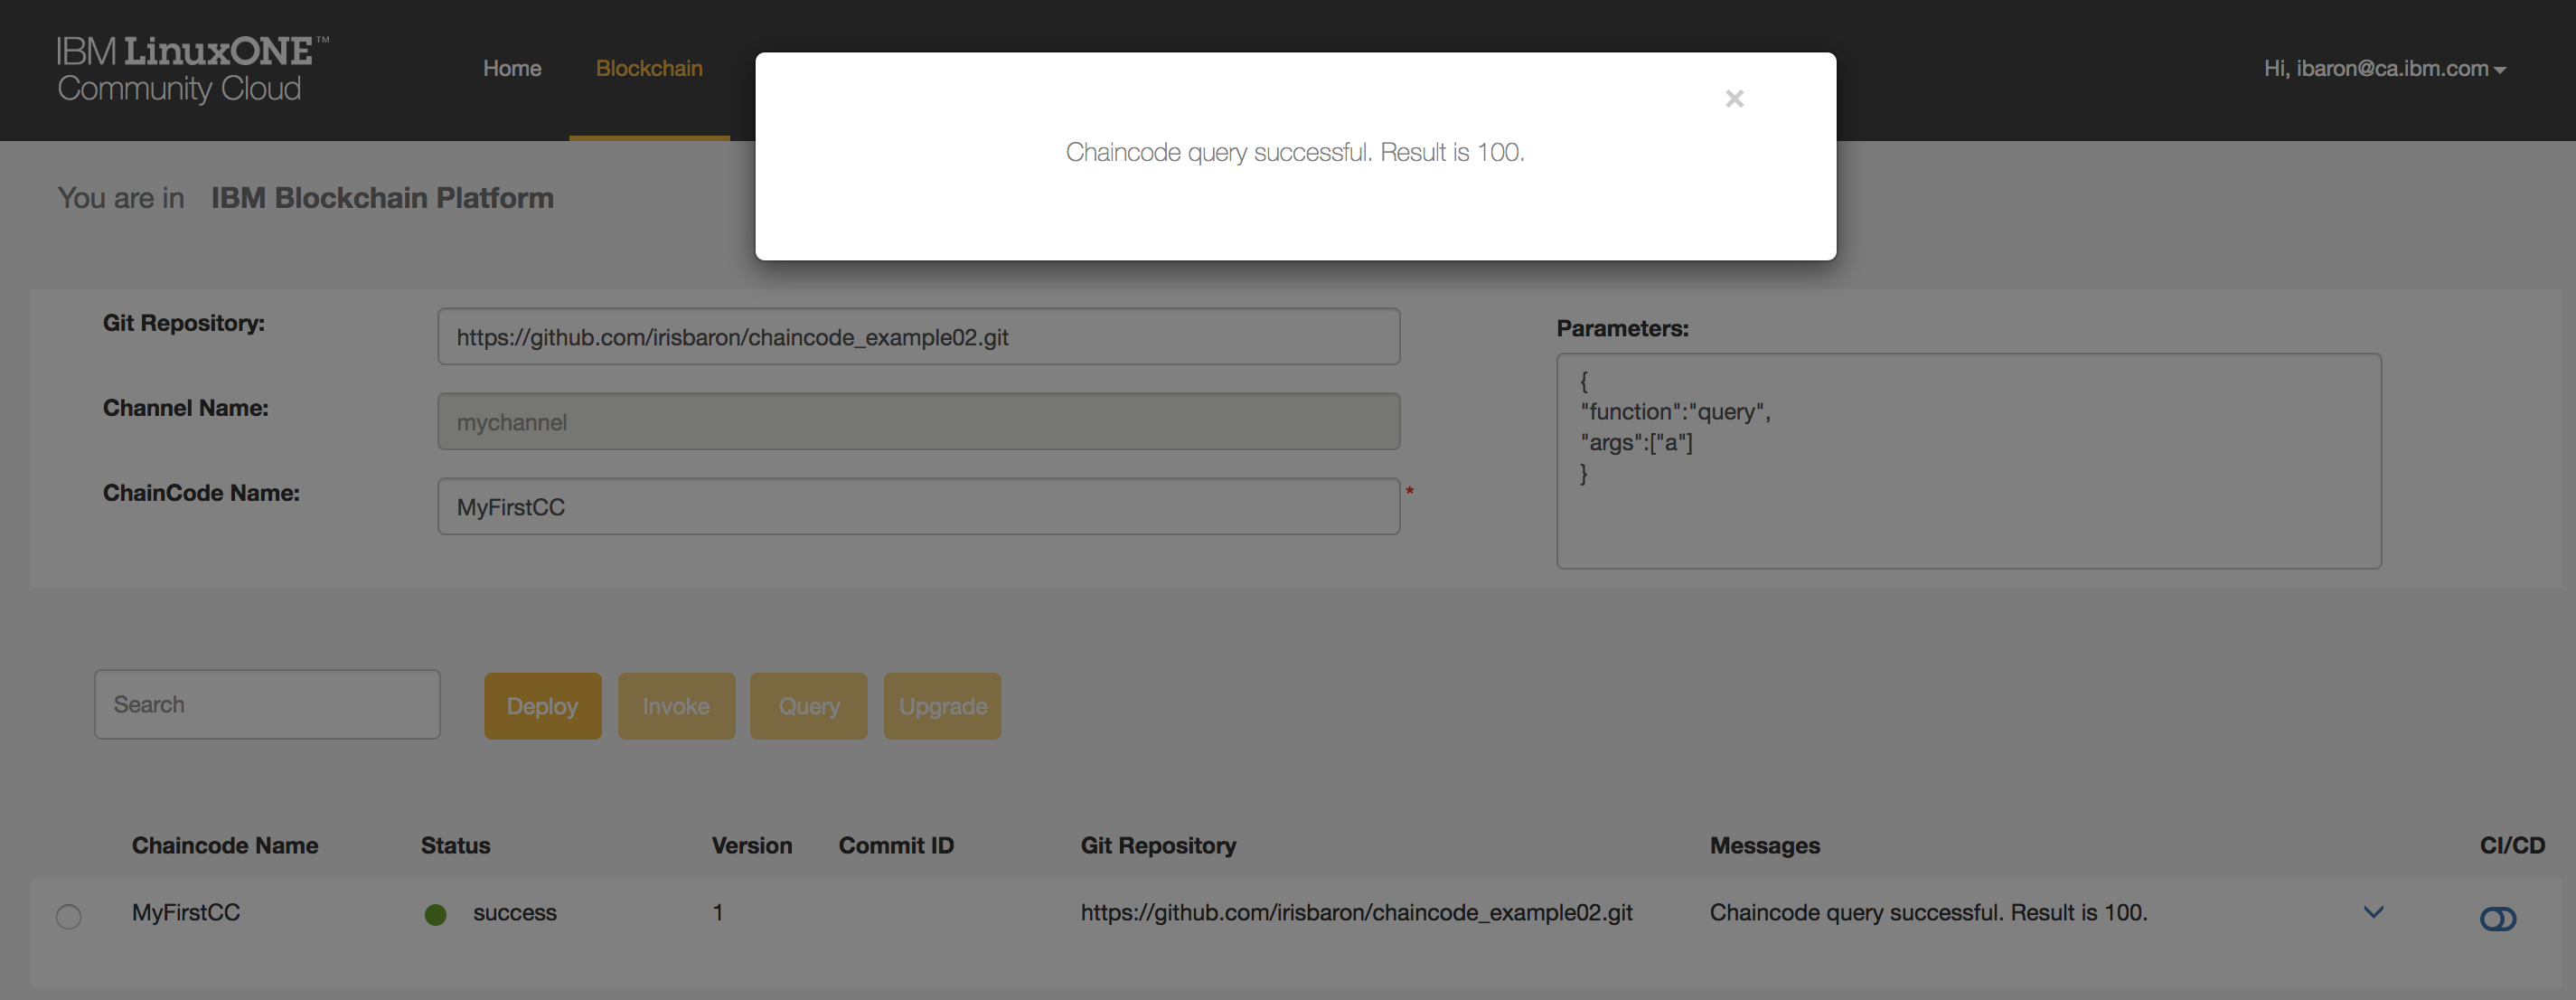 IBM LinuxONE™
Community Cloud
Home
Blockchain
Hi, ibaron@ca.ibm.com
×
Chaincode query successful. Result is 100.
You are in IBM Blockchain Platform
Git Repository:
https://github.com/irisbaron/chaincode_example02.git
Channel Name:
mychannel
ChainCode Name:
MyFirstCC
*
Parameters:
{
"function":"query",
"args":["a"]
}
Search
Deploy
Invoke
Query
Upgrade
Chaincode Name Status Version Commit ID Git Repository Messages CI/CD
MyFirstCC success 1 https://github.com/irisbaron/chaincode_example02.git Chaincode query successful. Result is 100.